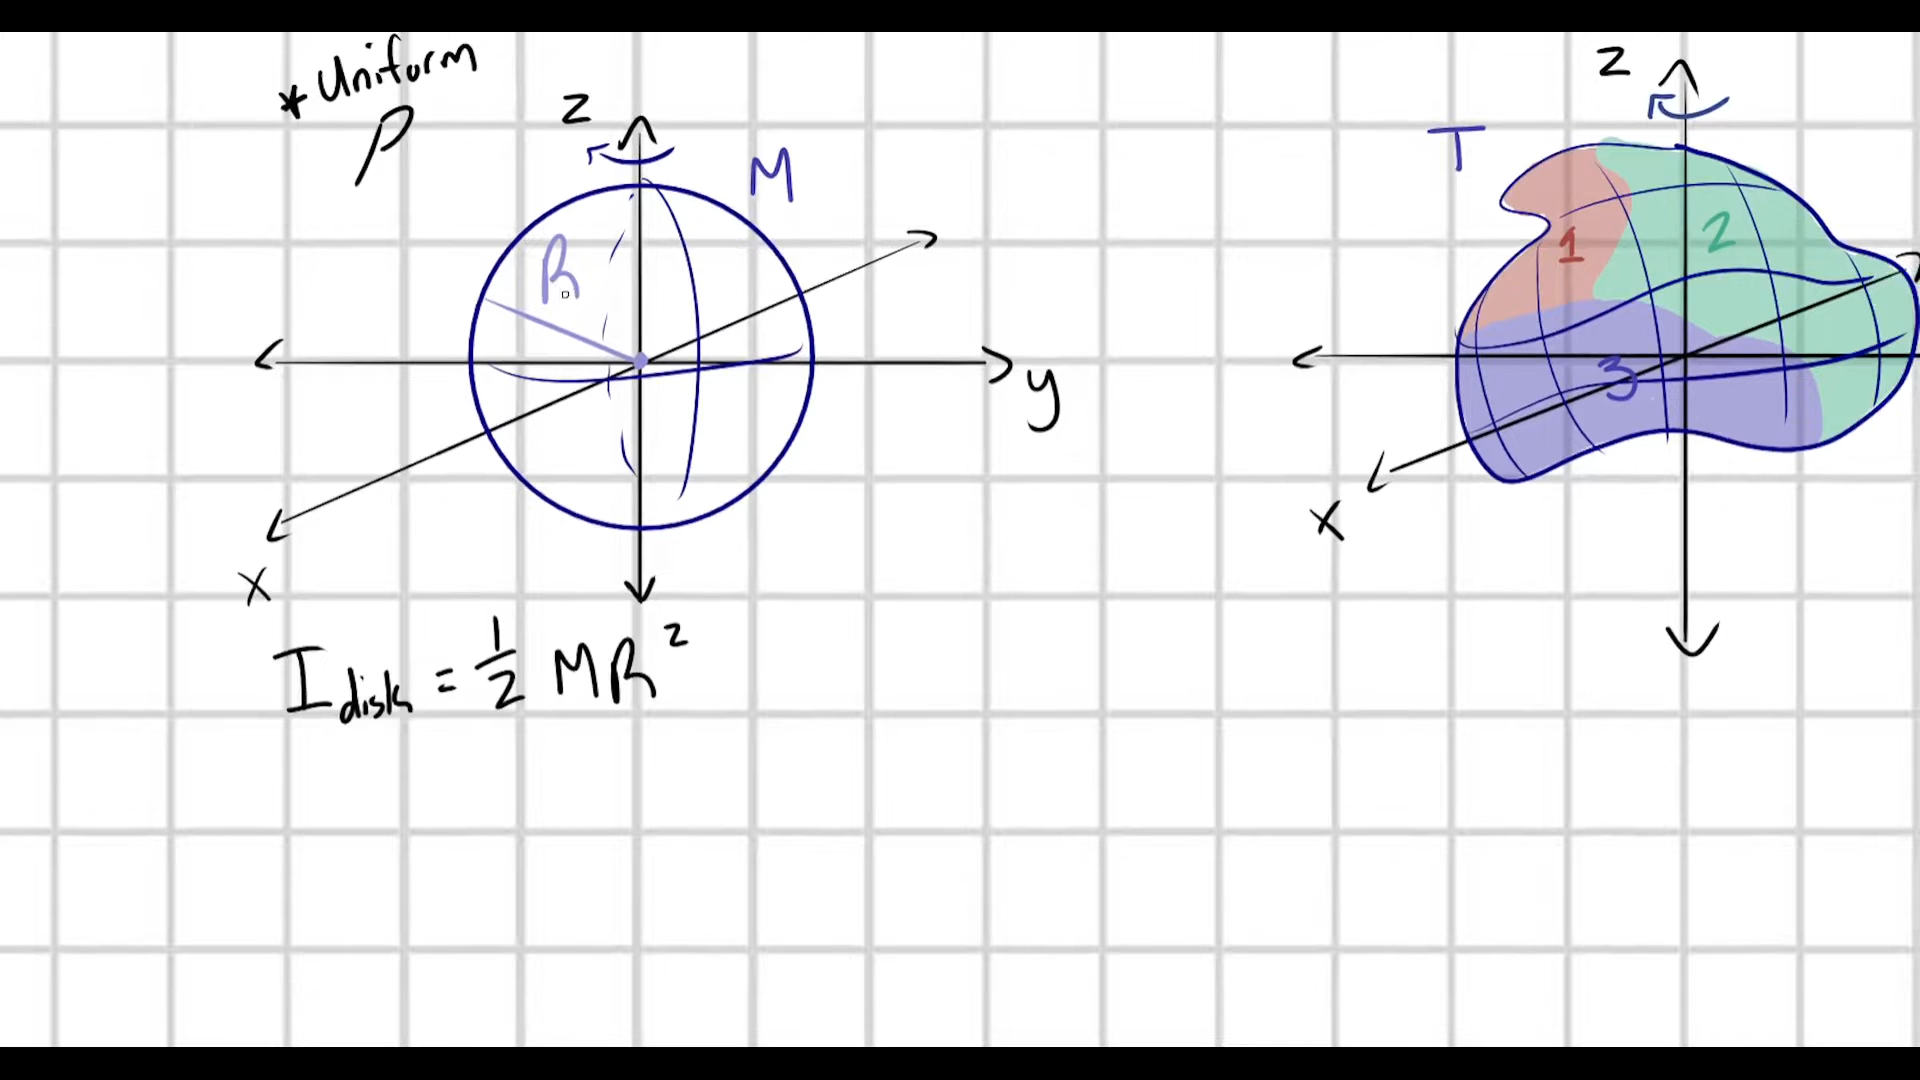 * Uniform
ρ
z
M
R
y
x
I_disk = 1/2 MR²
z
T
1
2
3
x